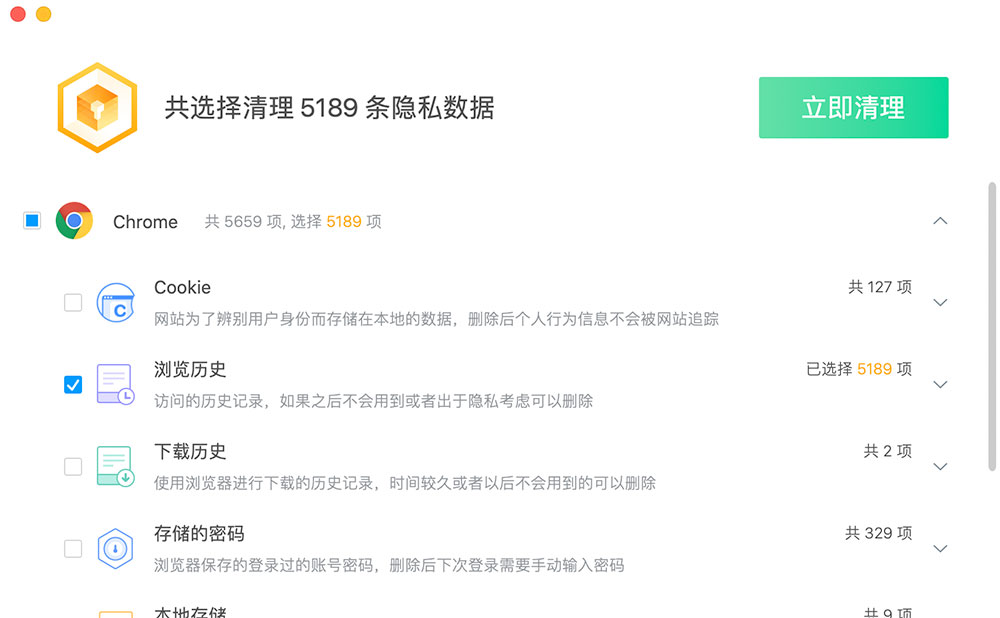 共选择清理 5189 条隐私数据
立即清理
Chrome 共 5659 项, 选择 5189 项
Cookie 共 127 项
网站为了辨别用户身份而存储在本地的数据，删除后个人行为信息不会被网站追踪
浏览历史 已选择 5189 项
访问的历史记录，如果之后不会用到或者出于隐私考虑可以删除
下载历史 共 2 项
使用浏览器进行下载的历史记录，时间较久或者以后不会用到的可以删除
存储的密码 共 329 项
浏览器保存的登录过的账号密码，删除后下次登录需要手动输入密码
本地存储 共 9 项